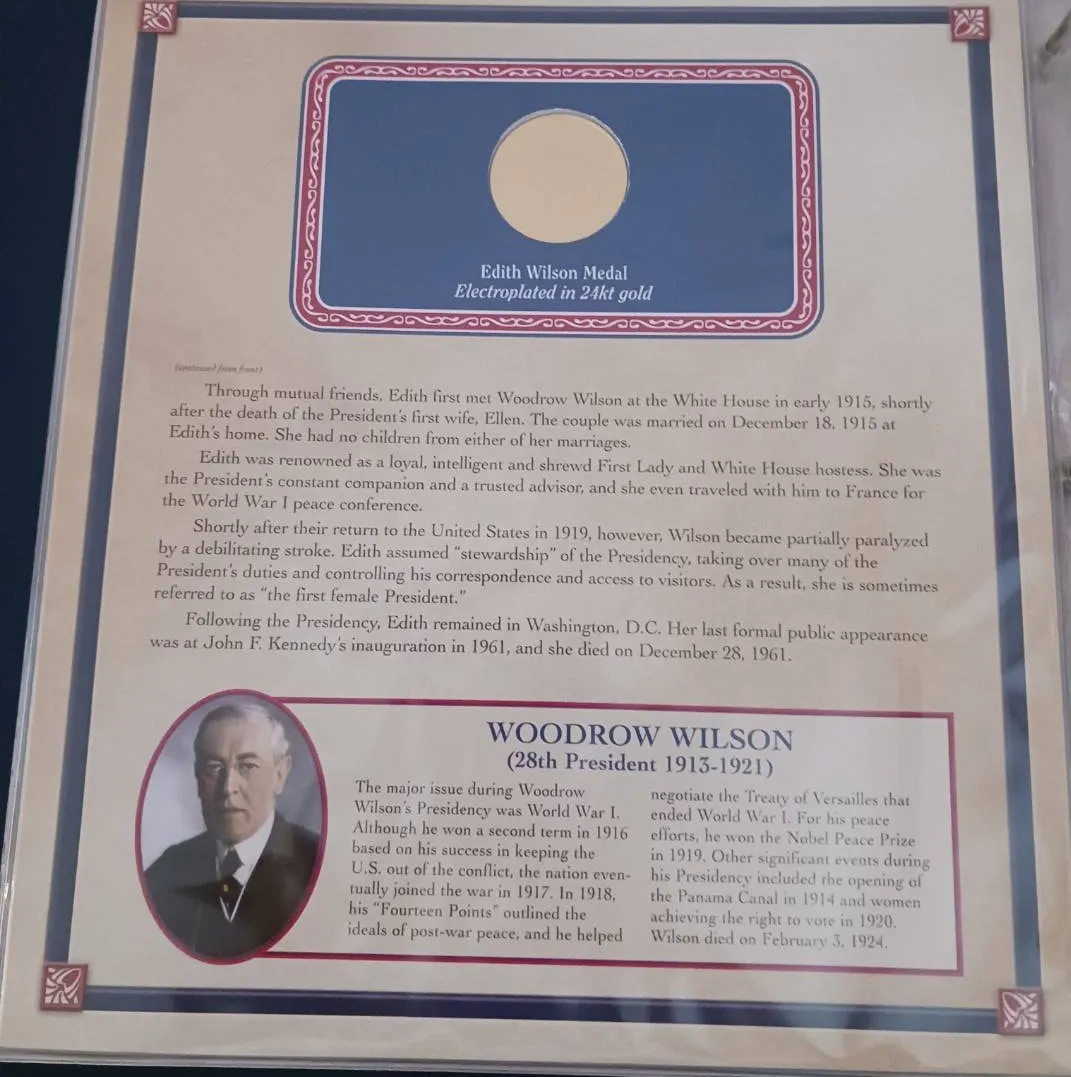 Edith Wilson Medal
Electroplated in 24kt gold
(continued from front)
Through mutual friends, Edith first met Woodrow Wilson at the White House in early 1915, shortly
after the death of the President's first wife, Ellen. The couple was married on December 18, 1915 at
Edith's home. She had no children from either of her marriages.
Edith was renowned as a loyal, intelligent and shrewd First Lady and White House hostess. She was
the President's constant companion and a trusted advisor, and she even traveled with him to France for
the World War I peace conference.
Shortly after their return to the United States in 1919, however, Wilson became partially paralyzed
by a debilitating stroke. Edith assumed "stewardship" of the Presidency, taking over many of the
President's duties and controlling his correspondence and access to visitors. As a result, she is sometimes
referred to as "the first female President."
Following the Presidency, Edith remained in Washington, D.C. Her last formal public appearance
was at John F. Kennedy's inauguration in 1961, and she died on December 28, 1961.
WOODROW WILSON
(28th President 1913-1921)
The major issue during Woodrow
Wilson's Presidency was World War I.
Although he won a second term in 1916
based on his success in keeping the
U.S. out of the conflict, the nation even-
tually joined the war in 1917. In 1918,
his "Fourteen Points" outlined the
ideals of post-war peace, and he helped
negotiate the Treaty of Versailles that
ended World War I. For his peace
efforts, he won the Nobel Peace Prize
in 1919. Other significant events during
his Presidency included the opening of
the Panama Canal in 1914 and women
achieving the right to vote in 1920.
Wilson died on February 3, 1924.